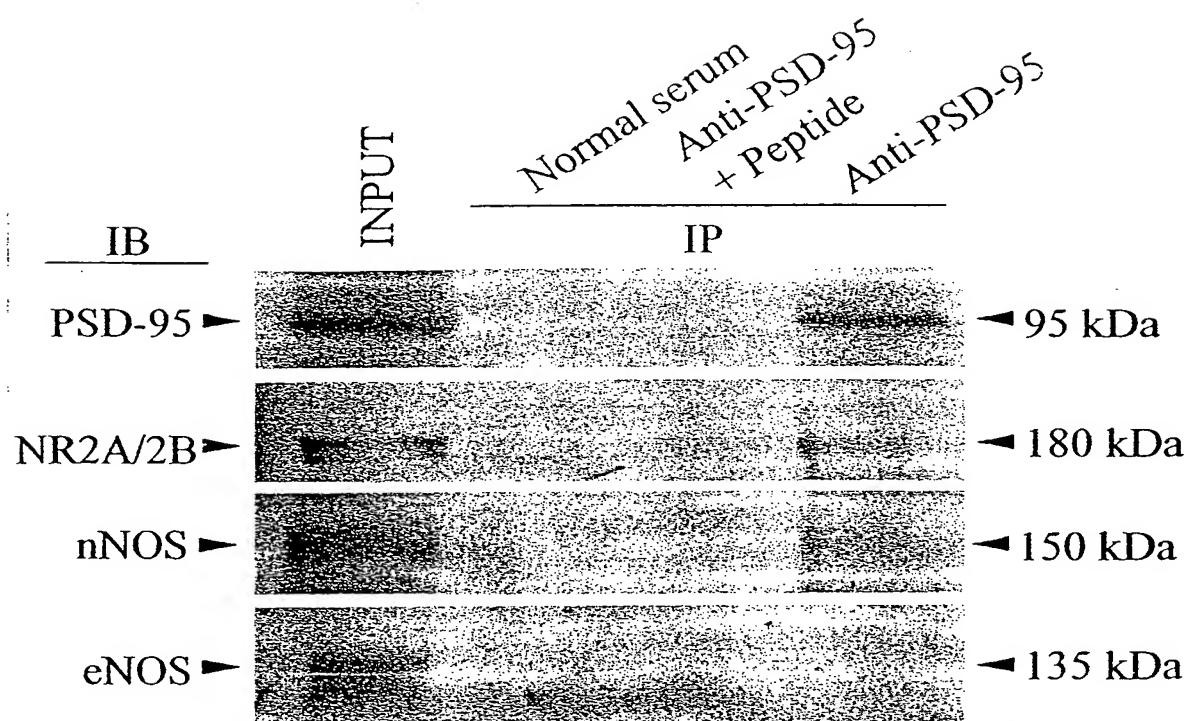 INPUT
Normal serum
Anti-PSD-95
+ Peptide
Anti-PSD-95
IB
IP
PSD-95
95 kDa
NR2A/2B
180 kDa
nNOS
150 kDa
eNOS
135 kDa